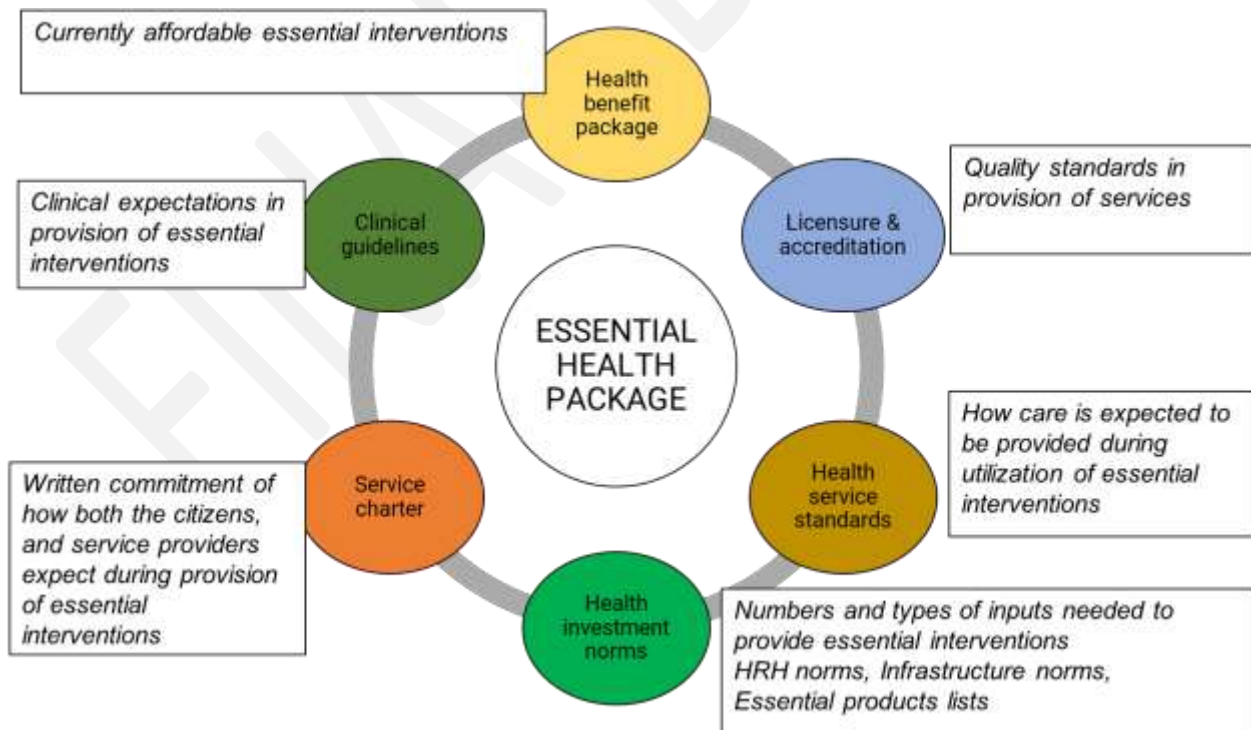 Currently affordable essential interventions
Health
benefit
package
Clinical expectations in
provision of essential
interventions
Clinical
guidelines
Licensure &
accreditation
Quality standards in
provision of services
ESSENTIAL
HEALTH
PACKAGE
Written commitment of
how both the citizens,
and service providers
expect during provision
of essential
interventions
Service
charter
Health
service
standards
How care is expected to
be provided during
utilization of essential
interventions
Health
investment
norms
Numbers and types of inputs needed to
provide essential interventions
HRH norms, Infrastructure norms,
Essential products lists